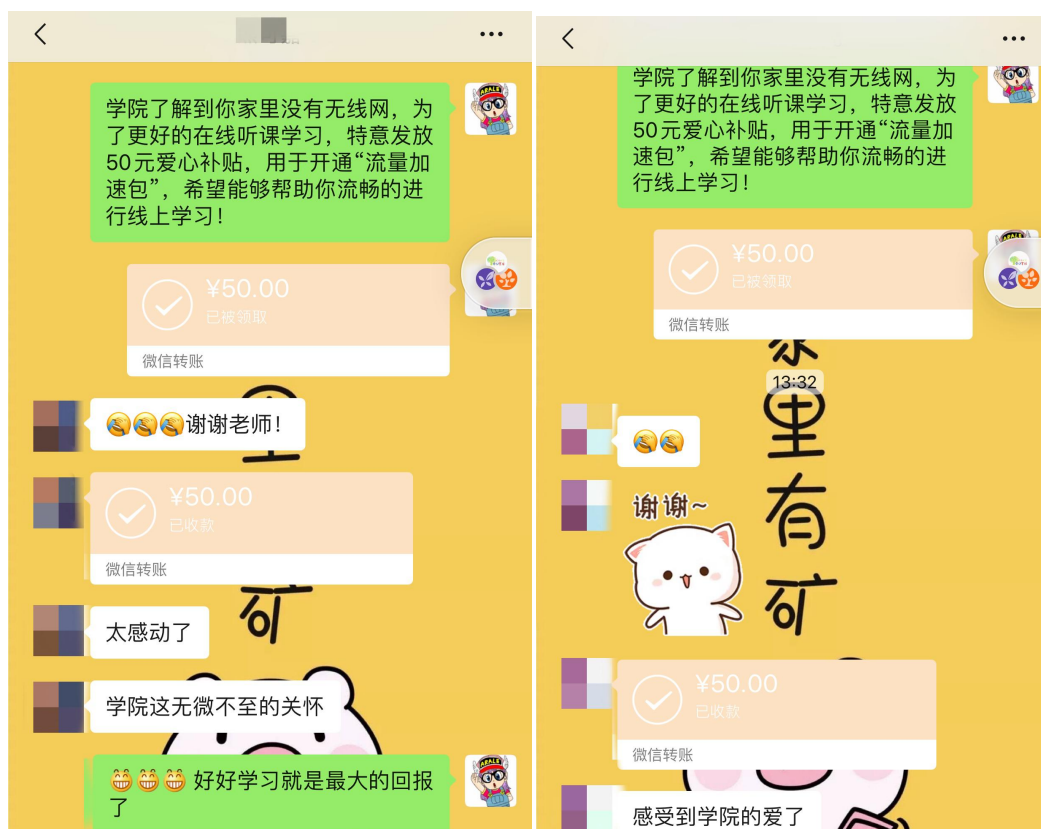 学院了解到你家里没有无线网，为
了更好的在线听课学习，特意发放
50元爱心补贴，用于开通“流量加
速包”，希望能够帮助你流畅的进
行线上学习！
¥50.00
已被领取
微信转账
谢谢老师！
¥50.00
已收款
微信转账
太感动了
学院这无微不至的关怀
好好学习就是最大的回报
了
矿
学院了解到你家里没有无线网，为
了更好的在线听课学习，特意发放
50元爱心补贴，用于开通“流量加
速包”，希望能够帮助你流畅的进
行线上学习！
¥50.00
已被领取
微信转账
13:32
家
里
有
矿
谢谢~
¥50.00
已收款
微信转账
感受到学院的爱了
ARALE